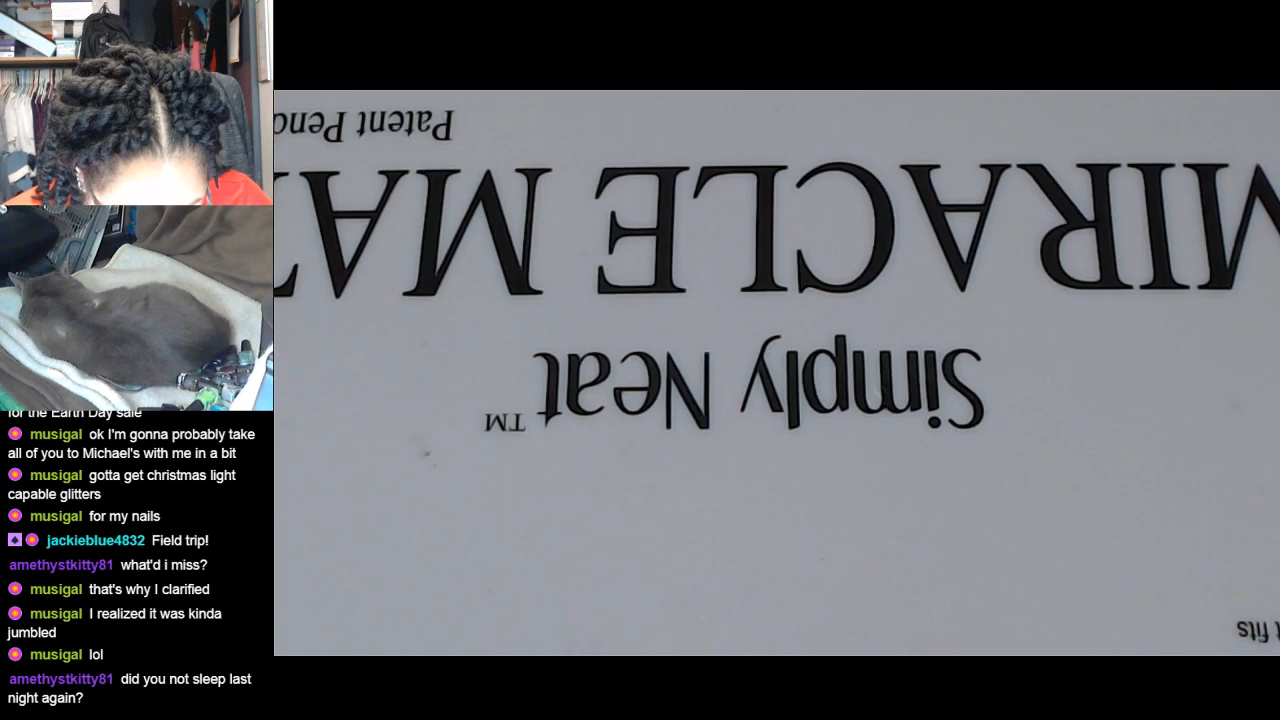 for the Earth Day sale
musigal ok I'm gonna probably take
all of you to Michael's with me in a bit
musigal gotta get christmas light
capable glitters
musigal for my nails
jackieblue4832 Field trip!
amethystkitty81 what'd i miss?
musigal that's why I clarified
musigal I realized it was kinda
jumbled
musigal lol
amethystkitty81 did you not sleep last
night again?
fits
Simply Neat™
MIRACLE MA
Patent Pend